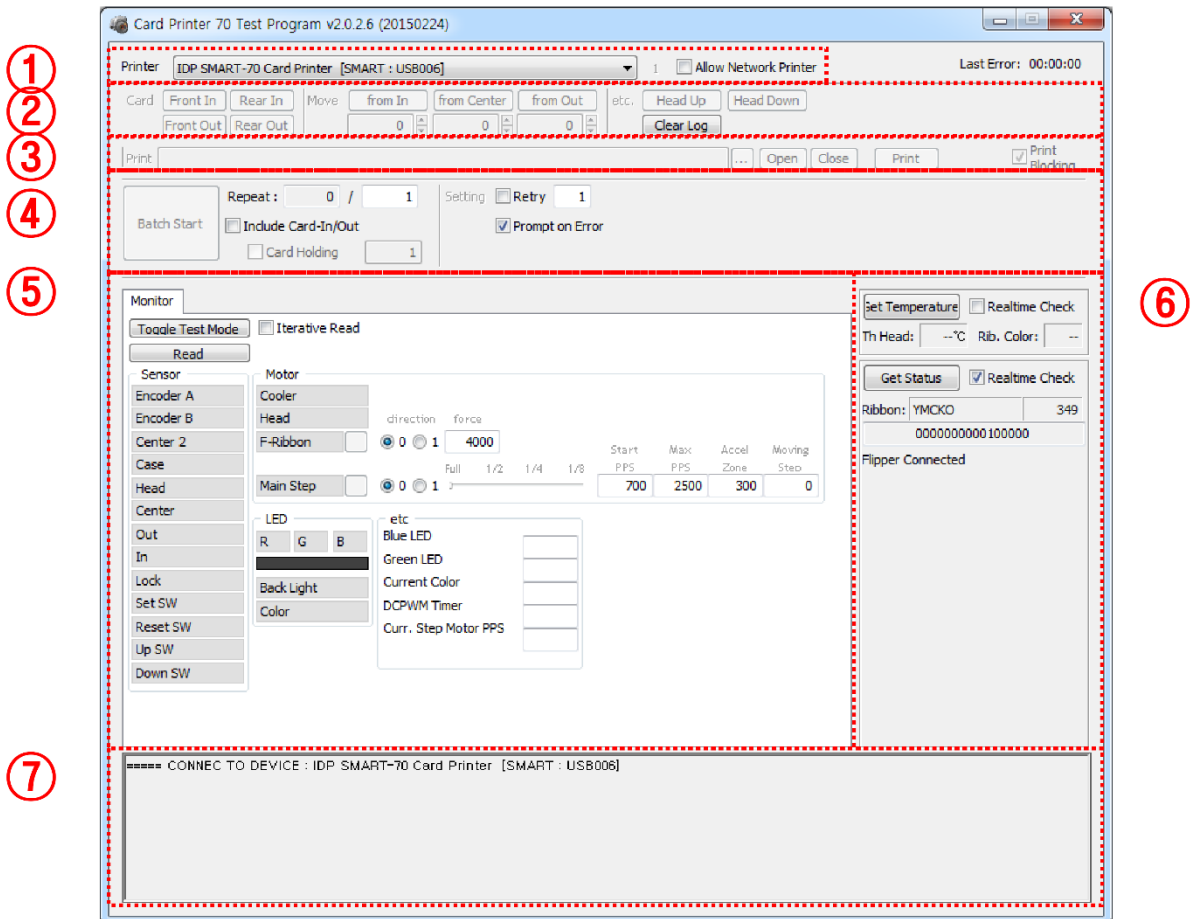 Card Printer 70 Test Program v2.0.2.6 (20150224)
① Printer IDP SMART-70 Card Printer [SMART : USB006] 1 Allow Network Printer Last Error: 00:00:00
② Card Front In Rear In Move from In from Center from Out etc. Head Up Head Down
Front Out Rear Out 0 0 0 Clear Log
③ Print ... Open Close Print Print
Blocking
④ Batch Start Repeat : 0 / 1 Setting Retry 1
Include Card-In/Out Prompt on Error
Card Holding 1
⑤
Monitor
Toggle Test Mode Iterative Read
Read
Sensor
Encoder A
Encoder B
Center 2
Case
Head
Center
Out
In
Lock
Set SW
Reset SW
Up SW
Down SW
Motor
Cooler
Head direction force
F-Ribbon 0 1 4000
Full 1/2 1/4 1/8 Start PPS Max PPS Accel Zone Moving Step
Main Step 0 1 700 2500 300 0
LED
R G B
Back Light
Color
etc
Blue LED
Green LED
Current Color
DCPWM Timer
Curr. Step Motor PPS
⑥
Get Temperature Realtime Check
Th Head: --℃ Rib. Color: --
Get Status Realtime Check
Ribbon: YMCKO 349
0000000000100000
Flipper Connected
⑦
===== CONNEC TO DEVICE : IDP SMART-70 Card Printer [SMART : USB006]